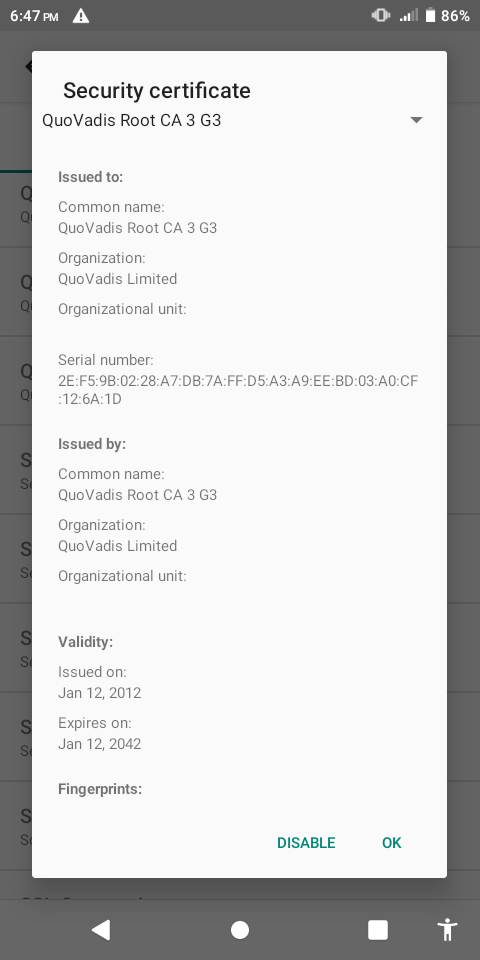 6:47 PM
86%
Security certificate
QuoVadis Root CA 3 G3
Issued to:
Common name:
QuoVadis Root CA 3 G3
Organization:
QuoVadis Limited
Organizational unit:
Serial number:
2E:F5:9B:02:28:A7:DB:7A:FF:D5:A3:A9:EE:BD:03:A0:CF
:12:6A:1D
Issued by:
Common name:
QuoVadis Root CA 3 G3
Organization:
QuoVadis Limited
Organizational unit:
Validity:
Issued on:
Jan 12, 2012
Expires on:
Jan 12, 2042
Fingerprints:
DISABLE
OK